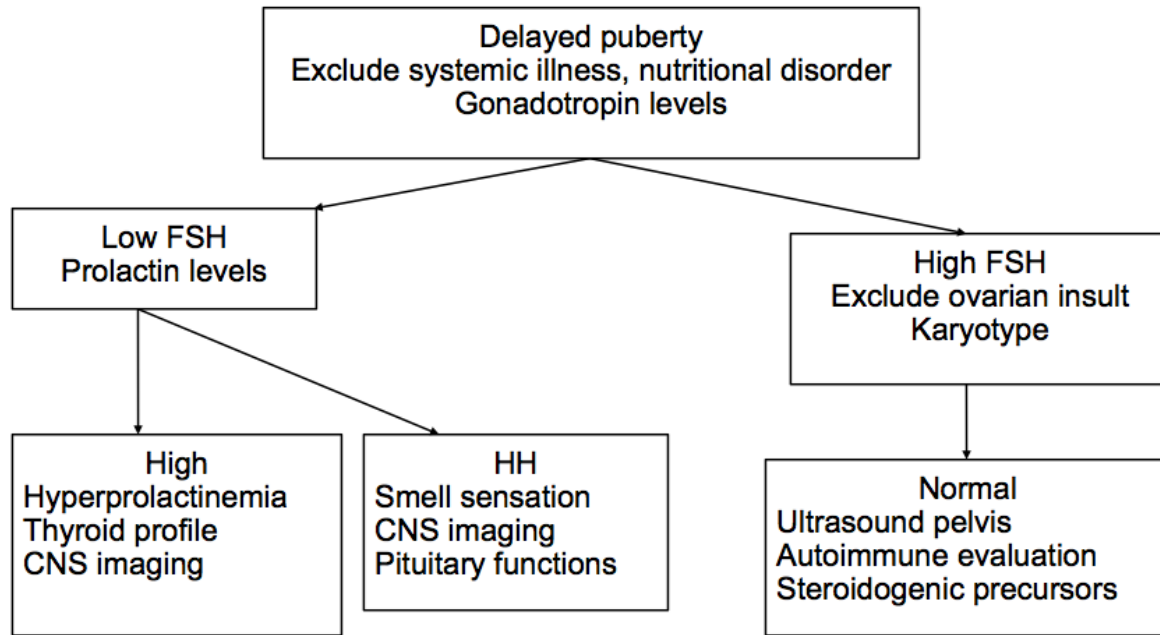 Delayed puberty
Exclude systemic illness, nutritional disorder
Gonadotropin levels
Low FSH
Prolactin levels
High FSH
Exclude ovarian insult
Karyotype
High
Hyperprolactinemia
Thyroid profile
CNS imaging
HH
Smell sensation
CNS imaging
Pituitary functions
Normal
Ultrasound pelvis
Autoimmune evaluation
Steroidogenic precursors